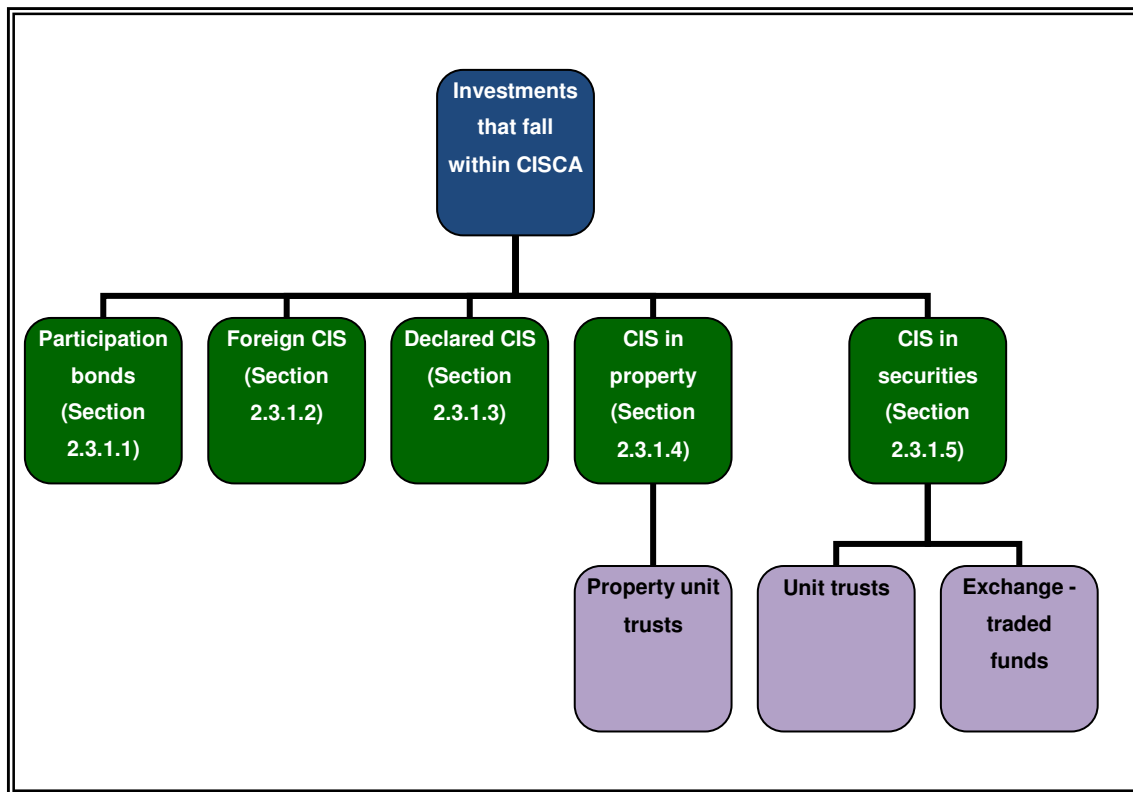 Investments
that fall
within CISCA
Participation
bonds
(Section
2.3.1.1)
Foreign CIS
(Section
2.3.1.2)
Declared CIS
(Section
2.3.1.3)
CIS in
property
(Section
2.3.1.4)
CIS in
securities
(Section
2.3.1.5)
Property unit
trusts
Unit trusts
Exchange -
traded
funds